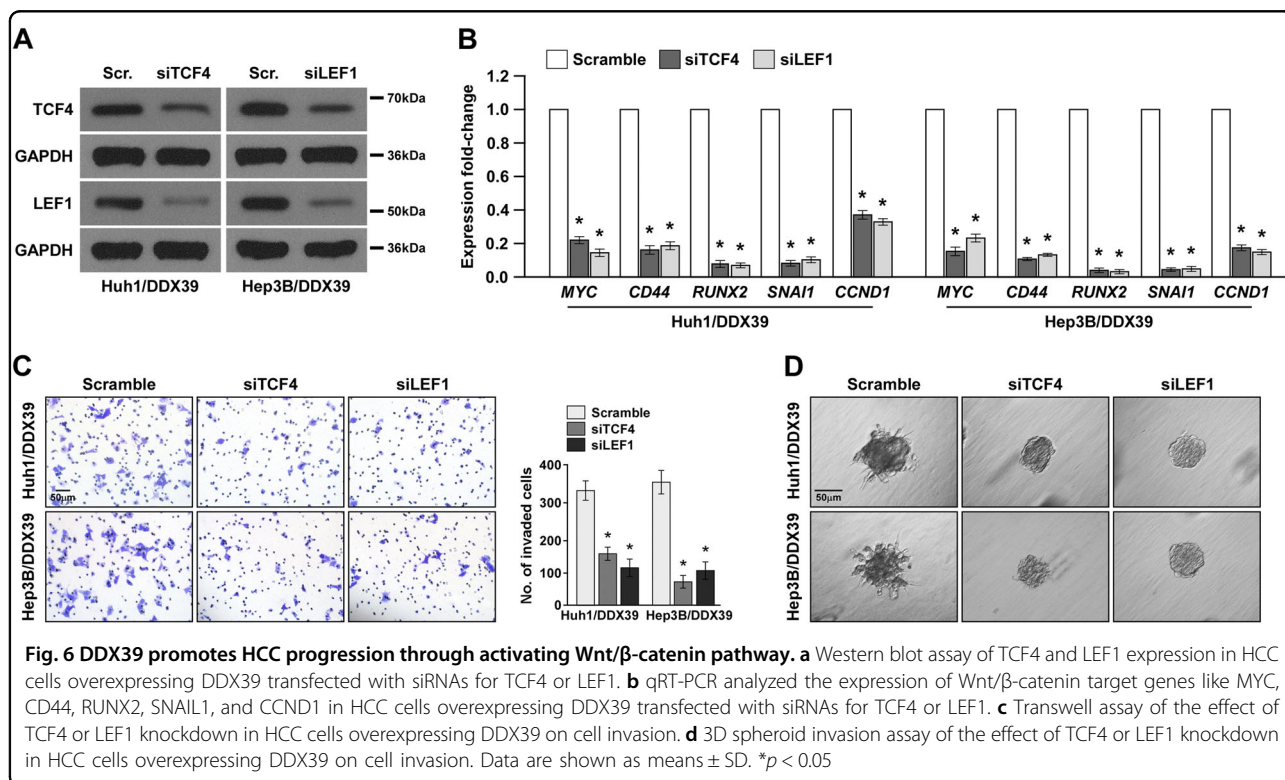 A
Scr. siTCF4 Scr. siLEF1
TCF4
70kDa
GAPDH
36kDa
LEF1
50kDa
GAPDH
36kDa
Huh1/DDX39 Hep3B/DDX39
B
Scramble siTCF4 siLEF1
Expression fold-change
1.2
1.0
0.8
0.6
0.4
0.2
0.0
* * * * * * * * * * * * * * * * * * * *
MYC CD44 RUNX2 SNAI1 CCND1 MYC CD44 RUNX2 SNAI1 CCND1
Huh1/DDX39 Hep3B/DDX39
C
Scramble siTCF4 siLEF1
Huh1/DDX39
50μm
Hep3B/DDX39
Scramble
siTCF4
siLEF1
No. of invaded cells
400
300
200
100
0
* * * *
Huh1/DDX39 Hep3B/DDX39
D
Scramble siTCF4 siLEF1
Huh1/DDX39
50μm
Hep3B/DDX39
Fig. 6 DDX39 promotes HCC progression through activating Wnt/β-catenin pathway. a Western blot assay of TCF4 and LEF1 expression in HCC
cells overexpressing DDX39 transfected with siRNAs for TCF4 or LEF1. b qRT-PCR analyzed the expression of Wnt/β-catenin target genes like MYC,
CD44, RUNX2, SNAIL1, and CCND1 in HCC cells overexpressing DDX39 transfected with siRNAs for TCF4 or LEF1. c Transwell assay of the effect of
TCF4 or LEF1 knockdown in HCC cells overexpressing DDX39 on cell invasion. d 3D spheroid invasion assay of the effect of TCF4 or LEF1 knockdown
in HCC cells overexpressing DDX39 on cell invasion. Data are shown as means ± SD. *p < 0.05